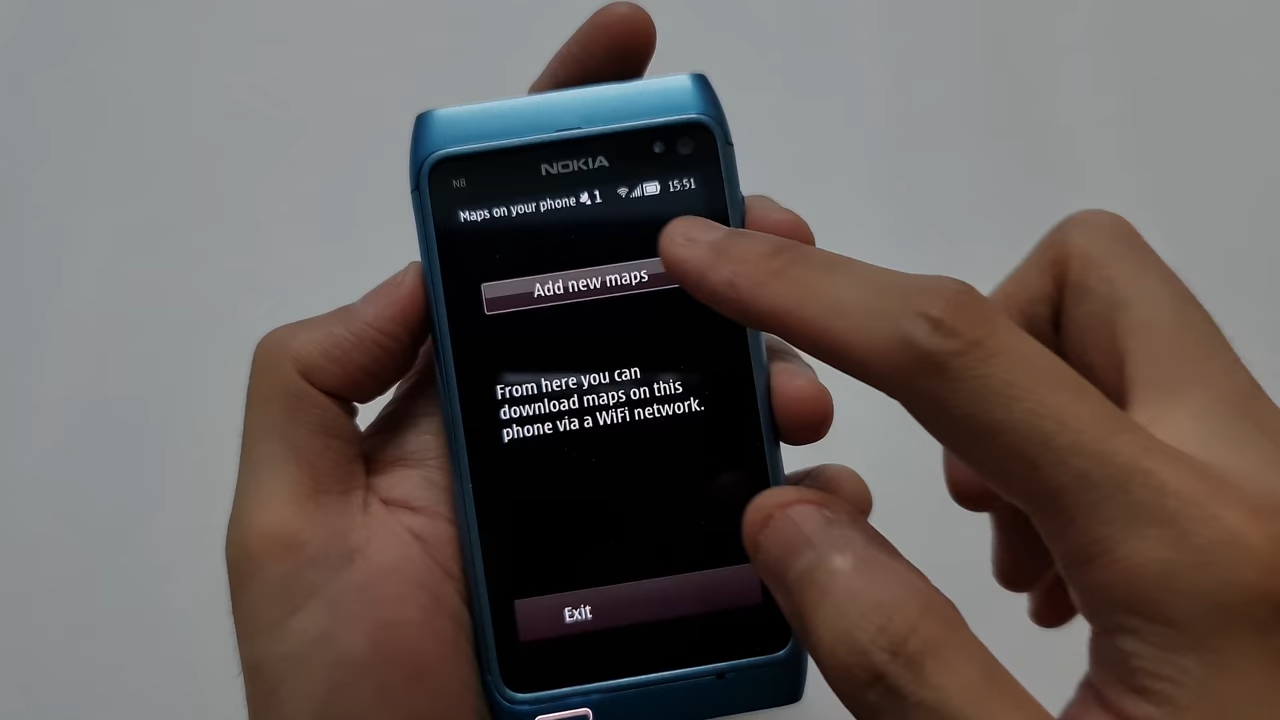 NOKIA
N8
Maps on your phone 1 15:51
Add new maps
From here you can
download maps on this
phone via a WiFi network.
Exit